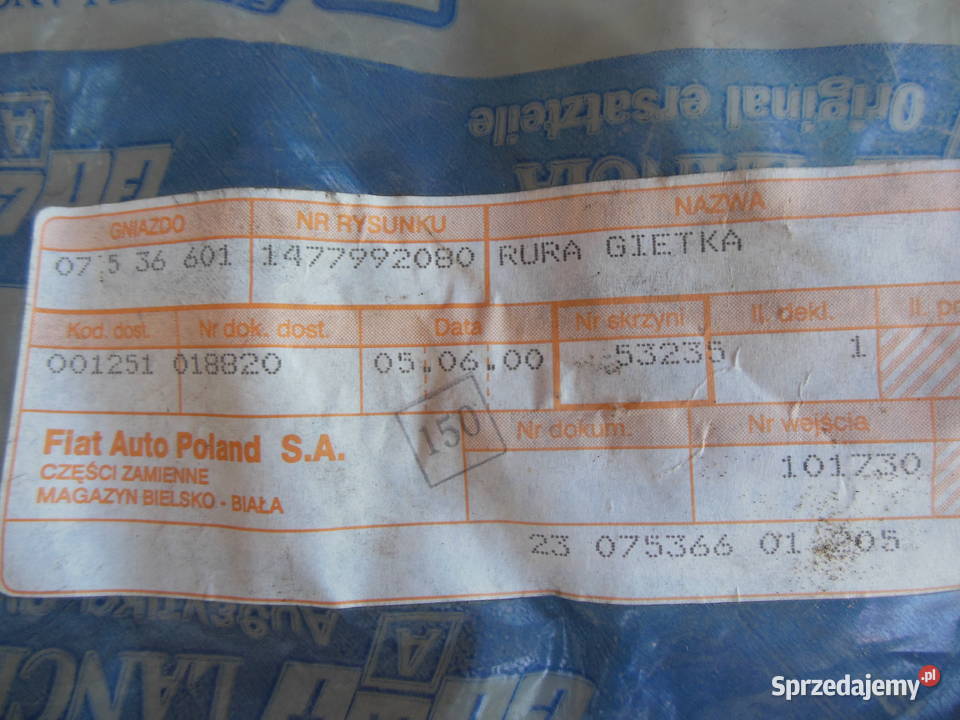 Original ersatzteile
LANCIA
GNIAZDO NR RYSUNKU NAZWA
07 5 36 601 1477992080 RURA GIETKA
Kod. dost. Nr dok. dost. Data Nr skrzyni Il. dekl.
001251 018820 05.06.00 53235 1
150
Fiat Auto Poland S.A. Nr dokum. Nr wejścia
CZĘŚCI ZAMIENNE 101730
MAGAZYN BIELSKO - BIAŁA
23 075366 01 205
Sprzedajemy.pl